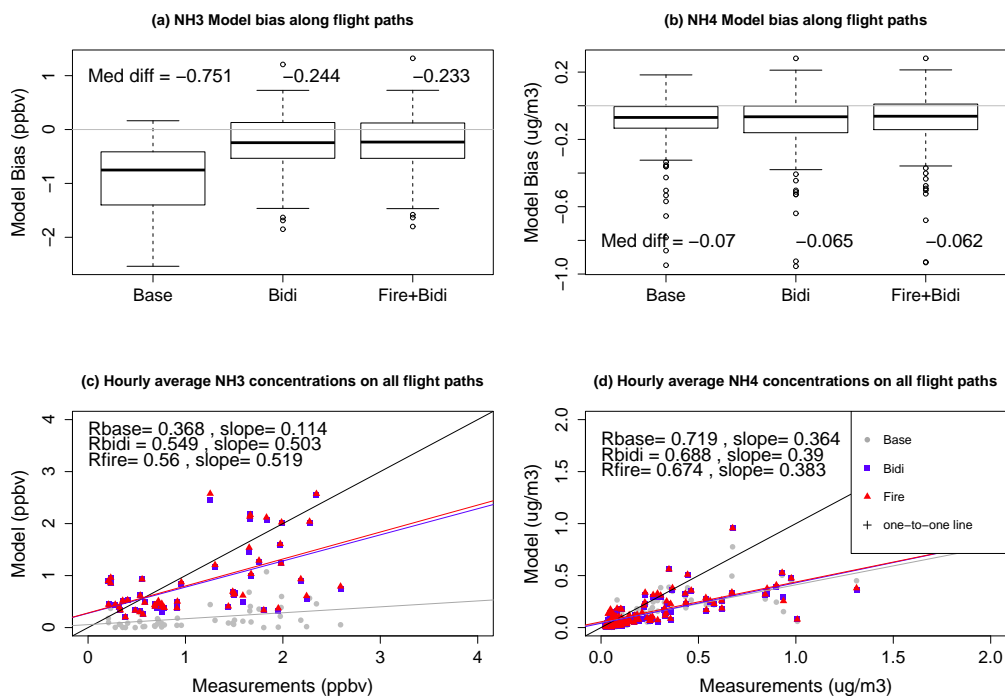 (a) NH3 Model bias along flight paths
Model Bias (ppbv)
1
0
−1
−2
Med diff = −0.751
−0.244
−0.233
Base
Bidi
Fire+Bidi
(b) NH4 Model bias along flight paths
Model Bias (ug/m3)
0.2
−0.2
−0.6
−1.0
Med diff = −0.07
−0.065
−0.062
Base
Bidi
Fire+Bidi
(c) Hourly average NH3 concentrations on all flight paths
Model (ppbv)
4
3
2
1
0
Rbase= 0.368 , slope= 0.114
Rbidi = 0.549 , slope= 0.503
Rfire= 0.56 , slope= 0.519
0
1
2
3
4
Measurements (ppbv)
(d) Hourly average NH4 concentrations on all flight paths
Model (ug/m3)
2.0
1.5
1.0
0.5
0.0
Rbase= 0.719 , slope= 0.364
Rbidi = 0.688 , slope= 0.39
Rfire= 0.674 , slope= 0.383
Base
Bidi
Fire
one−to−one line
0.0
0.5
1.0
1.5
2.0
Measurements (ug/m3)